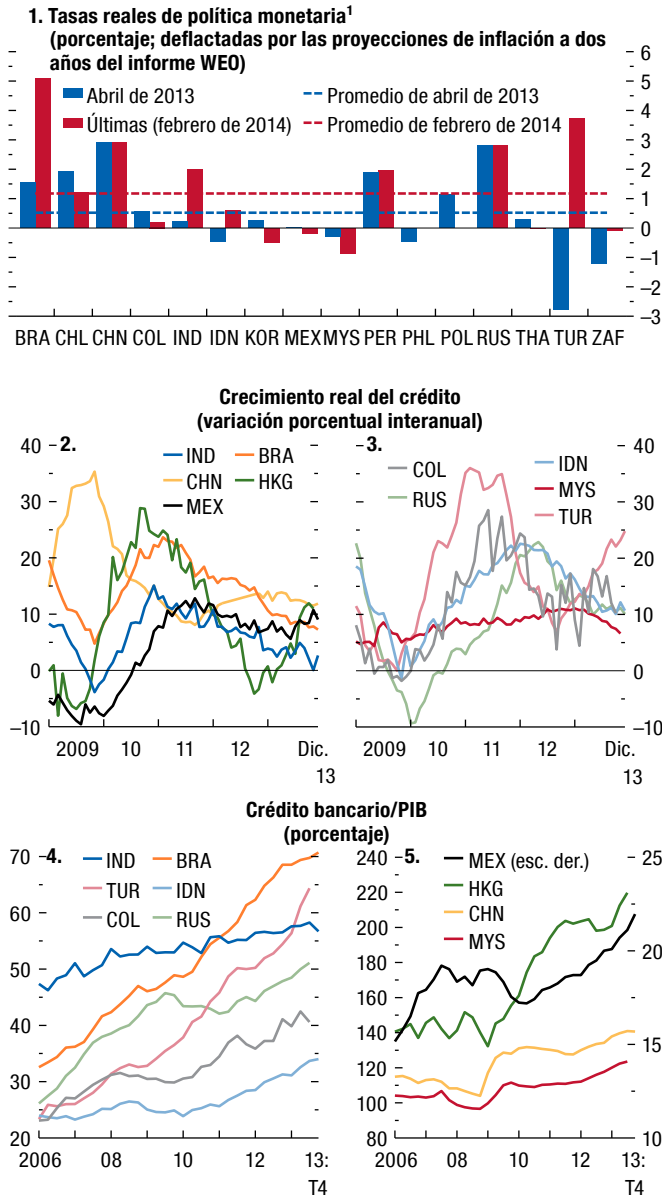 1. Tasas reales de política monetaria1
(porcentaje; deflactadas por las proyecciones de inflación a dos
años del informe WEO)
Abril de 2013
Promedio de abril de 2013
Últimas (febrero de 2014)
Promedio de febrero de 2014
6
5
4
3
2
1
0
–1
–2
–3
BRA CHL CHN COL IND IDN KOR MEX MYS PER PHL POL RUS THA TUR ZAF
Crecimiento real del crédito
(variación porcentual interanual)
2.
IND BRA
CHN HKG
MEX
40
30
20
10
0
–10
2009 10 11 12 Dic.
13
3.
COL IDN
RUS MYS
TUR
40
30
20
10
0
–10
2009 10 11 12 Dic.
13
Crédito bancario/PIB
(porcentaje)
4.
IND BRA
TUR IDN
COL RUS
70
60
50
40
30
20
2006 08 10 12 13:
T4
5.
MEX (esc. der.)
HKG
CHN
MYS
240
220
200
180
160
140
120
100
80
25
20
15
10
2006 08 10 12 13:
T4